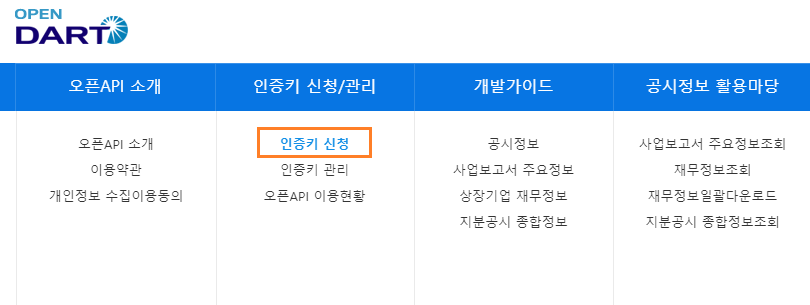 OPEN
DART
오픈API 소개
인증키 신청/관리
개발가이드
공시정보 활용마당
오픈API 소개
인증키 신청
공시정보
사업보고서 주요정보조회
이용약관
인증키 관리
사업보고서 주요정보
재무정보조회
개인정보 수집이용동의
오픈API 이용현황
상장기업 재무정보
재무정보일괄다운로드
지분공시 종합정보
지분공시 종합정보조회